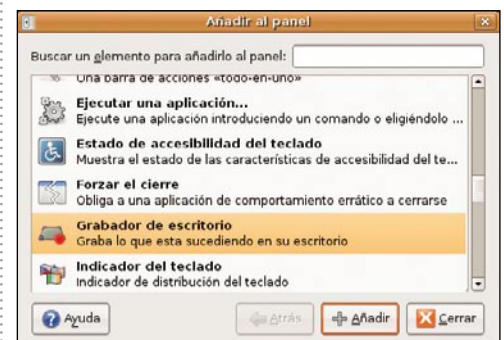 Añadir al panel
Buscar un elemento para añadirlo al panel:
Una barra de acciones «todo-en-uno»
Ejecutar una aplicación...
Ejecute una aplicación introduciendo un comando o eligiéndolo ...
Estado de accesibilidad del teclado
Muestra el estado de las características de accesibilidad del te...
Forzar el cierre
Obliga a una aplicación de comportamiento errático a cerrarse
Grabador de escritorio
Graba lo que esta sucediendo en su escritorio
Indicador del teclado
Indicador de distribución del teclado
Ayuda Atrás Añadir Cerrar